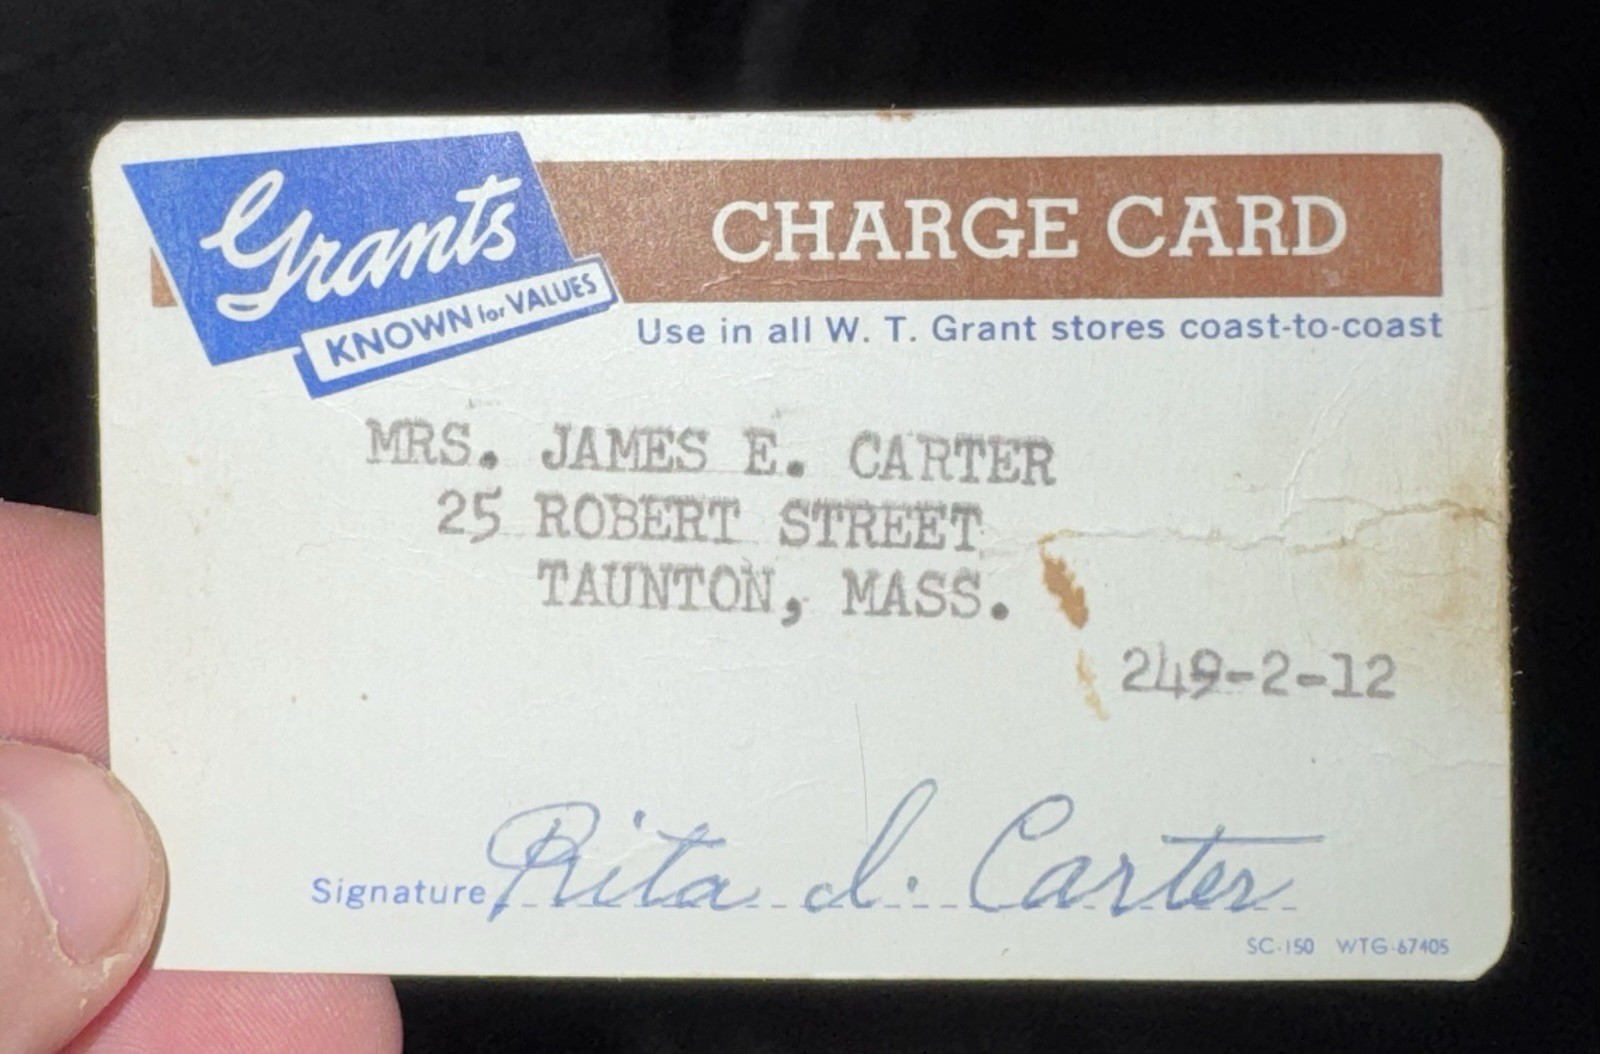 Grants
KNOWN for VALUES
CHARGE CARD
Use in all W. T. Grant stores coast-to-coast
MRS. JAMES E. CARTER
25 ROBERT STREET
TAUNTON, MASS.
249-2-12
Signature Rita I. Carter
SC-150 WTG-67405